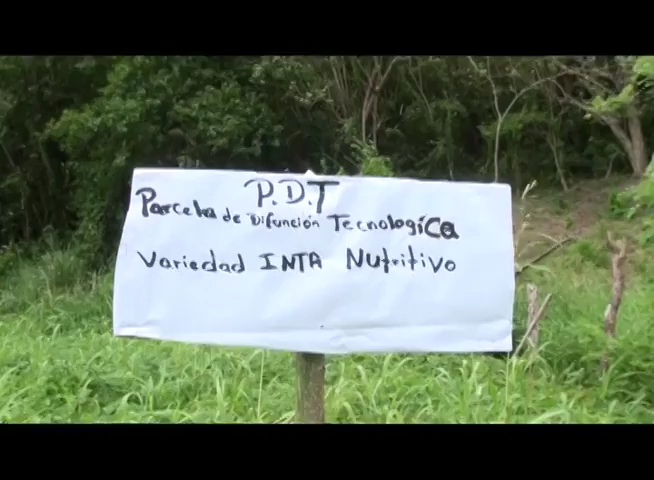 P.D.T
Parcela de Difunción Tecnologíca
Variedad INTA Nutritivo